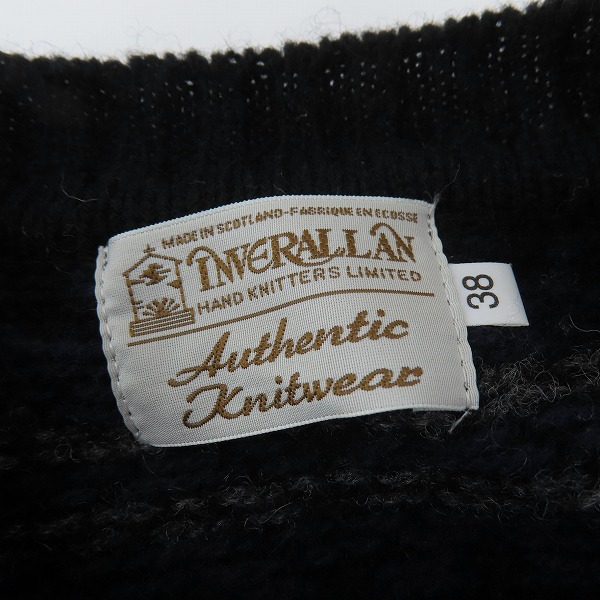 MADE IN SCOTLAND-FABRIQUE EN ECOSSE
INVERALLAN
HAND KNITTERS LIMITED
Authentic
Knitwear
38